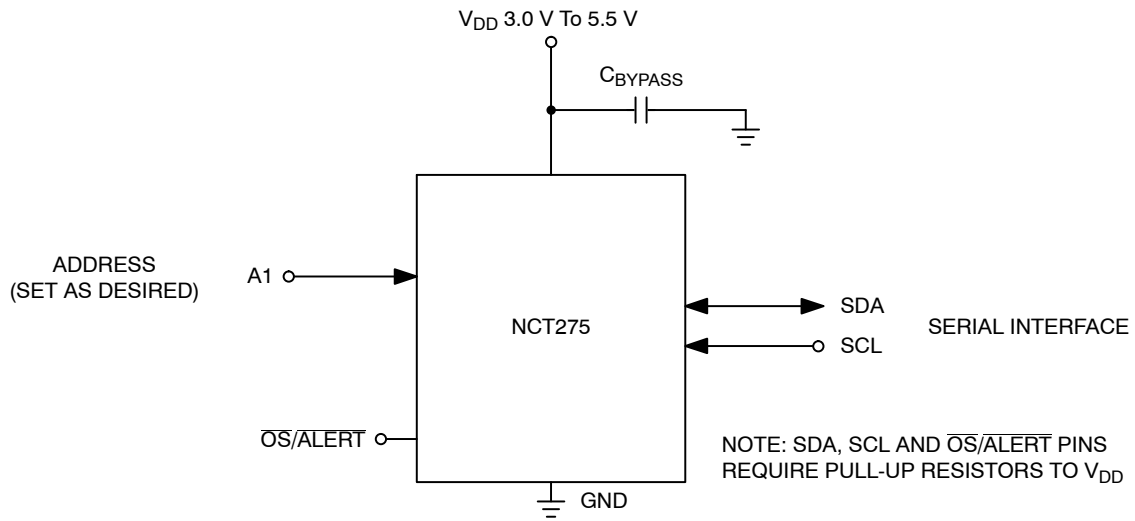 VDD 3.0 V To 5.5 V
CBYPASS
ADDRESS
(SET AS DESIRED)
A1
NCT275
SDA
SCL
SERIAL INTERFACE
OS/ALERT
NOTE: SDA, SCL AND OS/ALERT PINS
REQUIRE PULL-UP RESISTORS TO VDD
GND